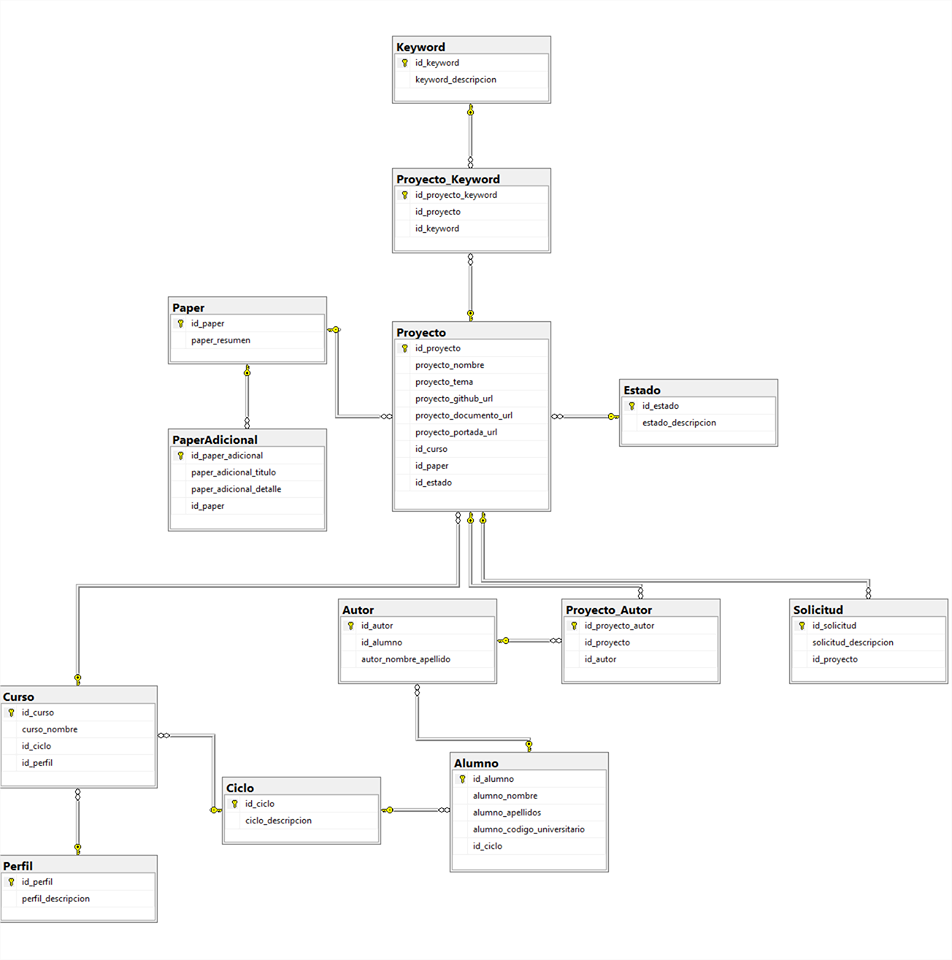 Keyword
id_keyword
keyword_descripcion
Proyecto_Keyword
id_proyecto_keyword
id_proyecto
id_keyword
Paper
id_paper
paper_resumen
Proyecto
id_proyecto
proyecto_nombre
proyecto_tema
proyecto_github_url
proyecto_documento_url
proyecto_portada_url
id_curso
id_paper
id_estado
Estado
id_estado
estado_descripcion
PaperAdicional
id_paper_adicional
paper_adicional_titulo
paper_adicional_detalle
id_paper
Autor
id_autor
id_alumno
autor_nombre_apellido
Proyecto_Autor
id_proyecto_autor
id_proyecto
id_autor
Solicitud
id_solicitud
solicitud_descripcion
id_proyecto
Curso
id_curso
curso_nombre
id_ciclo
id_perfil
Ciclo
id_ciclo
ciclo_descripcion
Alumno
id_alumno
alumno_nombre
alumno_apellidos
alumno_codigo_universitario
id_ciclo
Perfil
id_perfil
perfil_descripcion